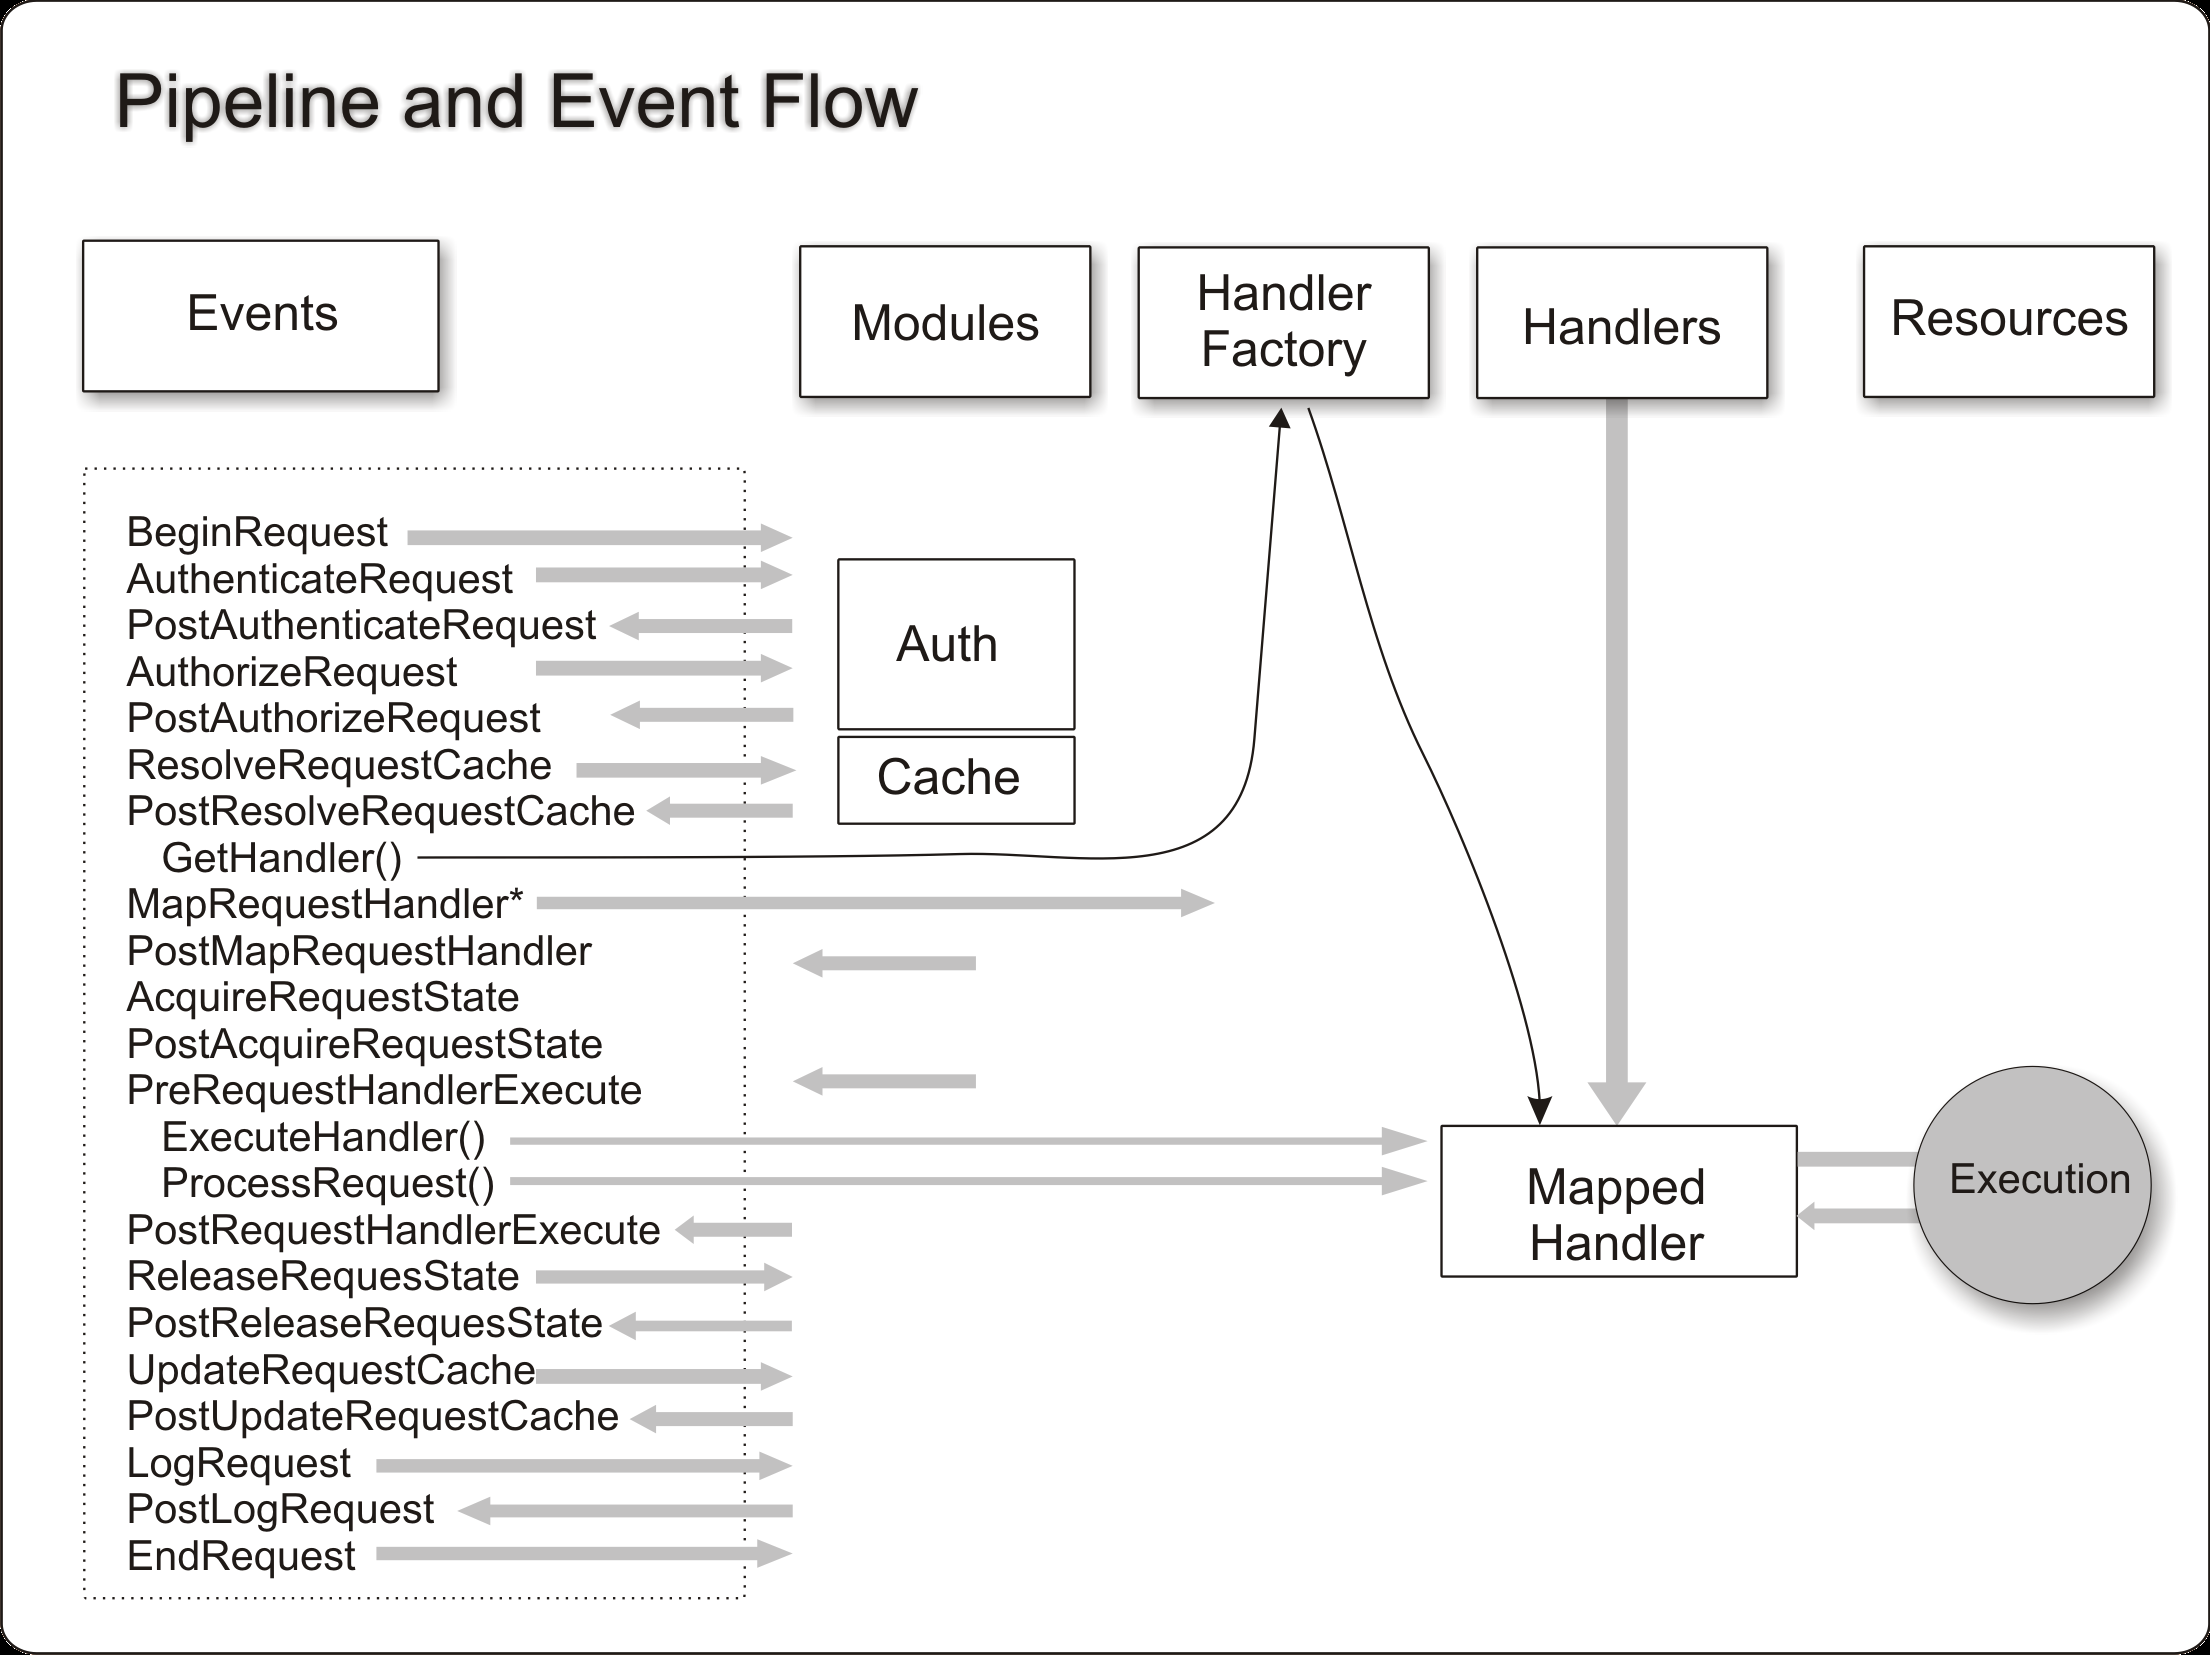 Pipeline and Event Flow
Events
Modules
Handler
Factory
Handlers
Resources
BeginRequest
AuthenticateRequest
PostAuthenticateRequest
AuthorizeRequest
PostAuthorizeRequest
ResolveRequestCache
PostResolveRequestCache
GetHandler()
MapRequestHandler*
PostMapRequestHandler
AcquireRequestState
PostAcquireRequestState
PreRequestHandlerExecute
ExecuteHandler()
ProcessRequest()
PostRequestHandlerExecute
ReleaseRequesState
PostReleaseRequesState
UpdateRequestCache
PostUpdateRequestCache
LogRequest
PostLogRequest
EndRequest
Auth
Cache
Mapped
Handler
Execution